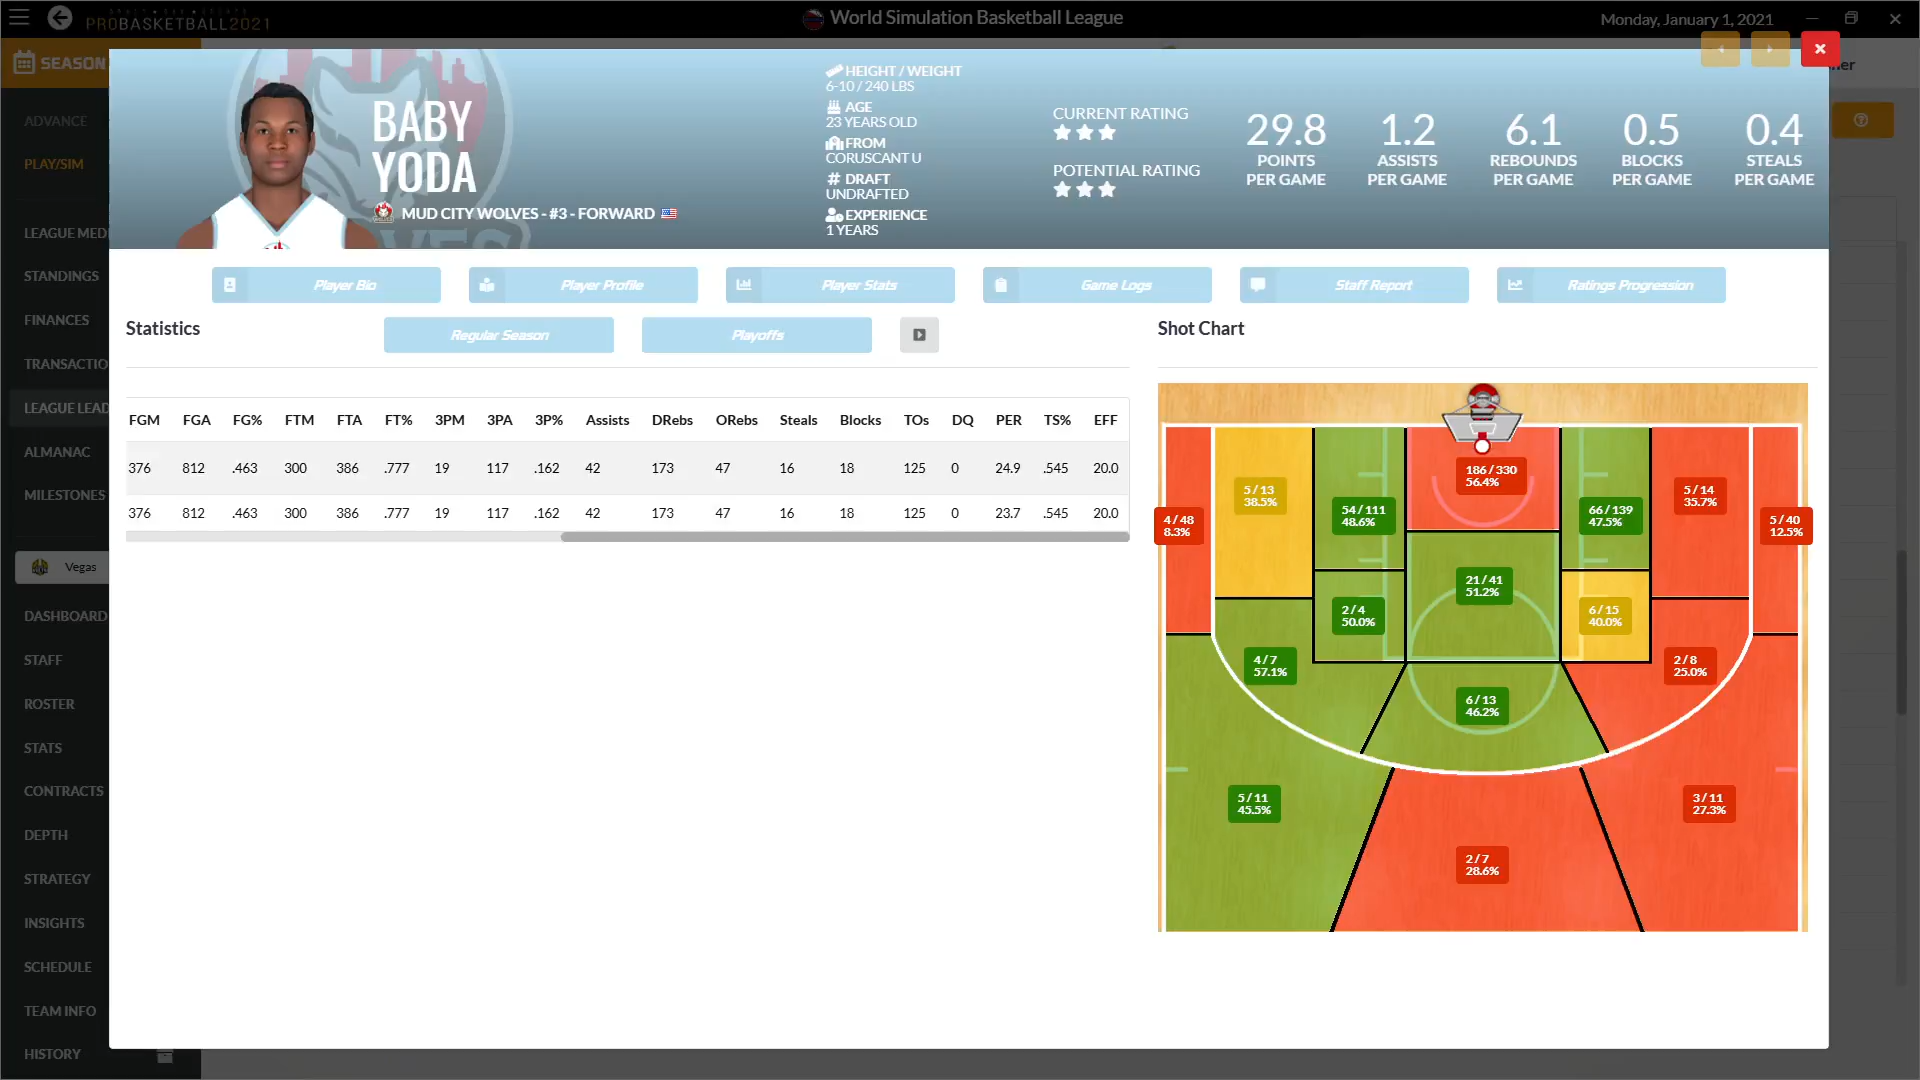 DRAFT DAY SPORTS
PROBASKETBALL2021
World Simulation Basketball League
Monday, January 1, 2021
SEASON
ADVANCE
PLAY/SIM
LEAGUE MEDI
STANDINGS
FINANCES
TRANSACTIO
LEAGUE LEAD
ALMANAC
MILESTONES
Vegas
DASHBOARD
STAFF
ROSTER
STATS
CONTRACTS
DEPTH
STRATEGY
INSIGHTS
SCHEDULE
TEAM INFO
HISTORY
BABY
YODA
MUD CITY WOLVES - #3 - FORWARD
HEIGHT / WEIGHT
6-10 / 240 LBS
AGE
23 YEARS OLD
FROM
CORUSCANT U
# DRAFT
UNDRAFTED
EXPERIENCE
1 YEARS
CURRENT RATING
POTENTIAL RATING
29.8 1.2 6.1 0.5 0.4
POINTS ASSISTS REBOUNDS BLOCKS STEALS
PER GAME PER GAME PER GAME PER GAME PER GAME
Player Bio Player Profile Player Stats Game Logs Staff Report Ratings Progression
Statistics Regular Season Playoffs
FGM FGA FG% FTM FTA FT% 3PM 3PA 3P% Assists DRebs ORebs Steals Blocks TOs DQ PER TS% EFF
376 812 .463 300 386 .777 19 117 .162 42 173 47 16 18 125 0 24.9 .545 20.0
376 812 .463 300 386 .777 19 117 .162 42 173 47 16 18 125 0 23.7 .545 20.0
Shot Chart
186 / 330
56.4%
5 / 13
38.5%
5 / 14
35.7%
54 / 111
48.6%
66 / 139
47.5%
4 / 48
8.3%
5 / 40
12.5%
21 / 41
51.2%
2 / 4
50.0%
6 / 15
40.0%
4 / 7
57.1%
2 / 8
25.0%
6 / 13
46.2%
5 / 11
45.5%
3 / 11
27.3%
2 / 7
28.6%